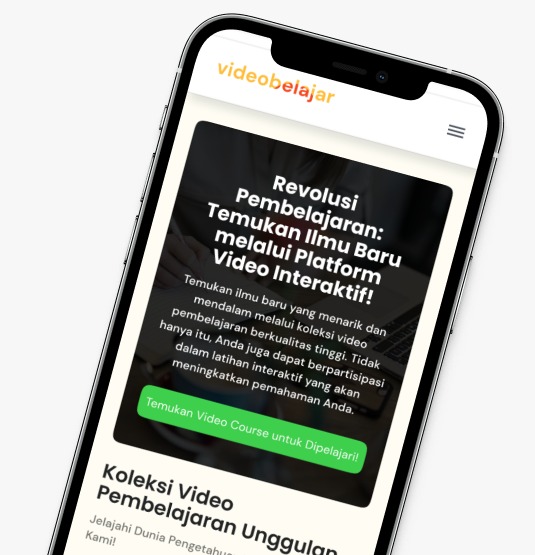 videobelajar
Revolusi
Pembelajaran:
Temukan Ilmu Baru
melalui Platform
Video Interaktif!
Temukan ilmu baru yang menarik dan
mendalam melalui koleksi video
pembelajaran berkualitas tinggi. Tidak
hanya itu, Anda juga dapat berpartisipasi
dalam latihan interaktif yang akan
meningkatkan pemahaman Anda.
Temukan Video Course untuk Dipelajari!
Koleksi Video
Pembelajaran Unggulan
Jelajahi Dunia Pengetahua
Kami!